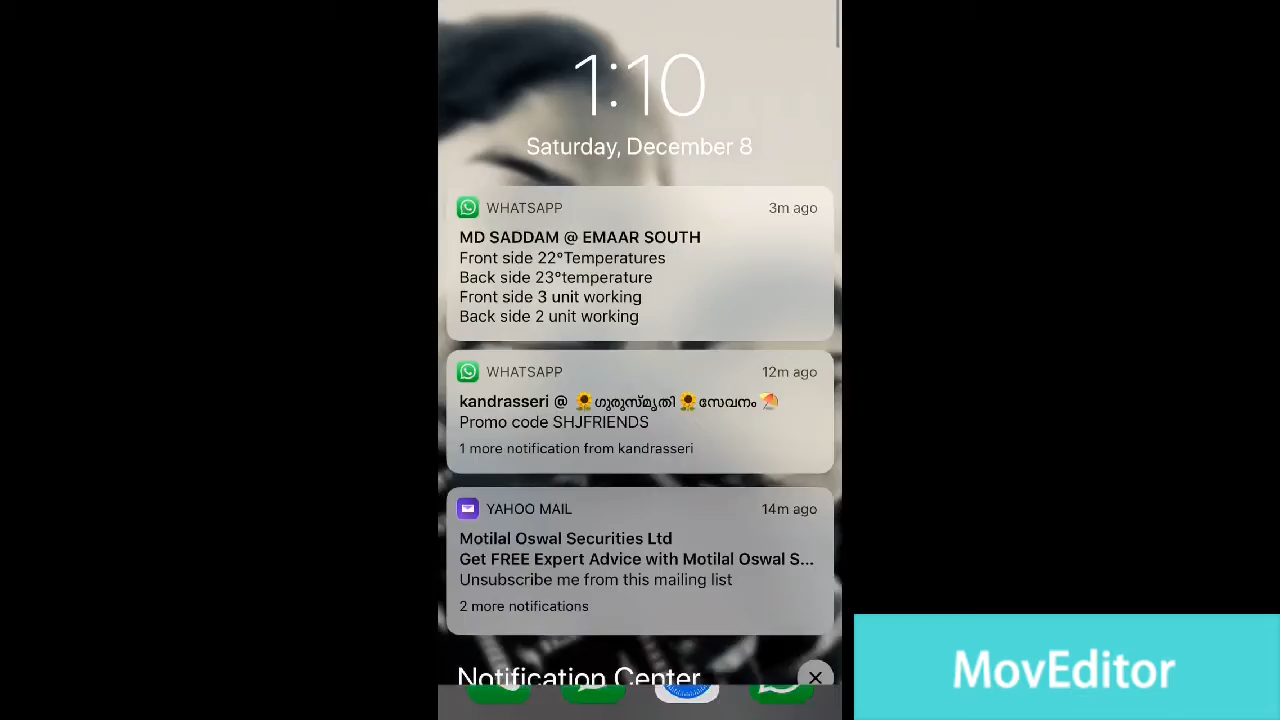 1:10
Saturday, December 8
WHATSAPP 3m ago
MD SADDAM @ EMAAR SOUTH
Front side 22°Temperatures
Back side 23°temperature
Front side 3 unit working
Back side 2 unit working
WHATSAPP 12m ago
kandrasseri @ 🌻ഗുരുസ്മൃതി 🌻സേവനം ⛱
Promo code SHJFRIENDS
1 more notification from kandrasseri
YAHOO MAIL 14m ago
Motilal Oswal Securities Ltd
Get FREE Expert Advice with Motilal Oswal S...
Unsubscribe me from this mailing list
2 more notifications
Notification Center
MovEditor